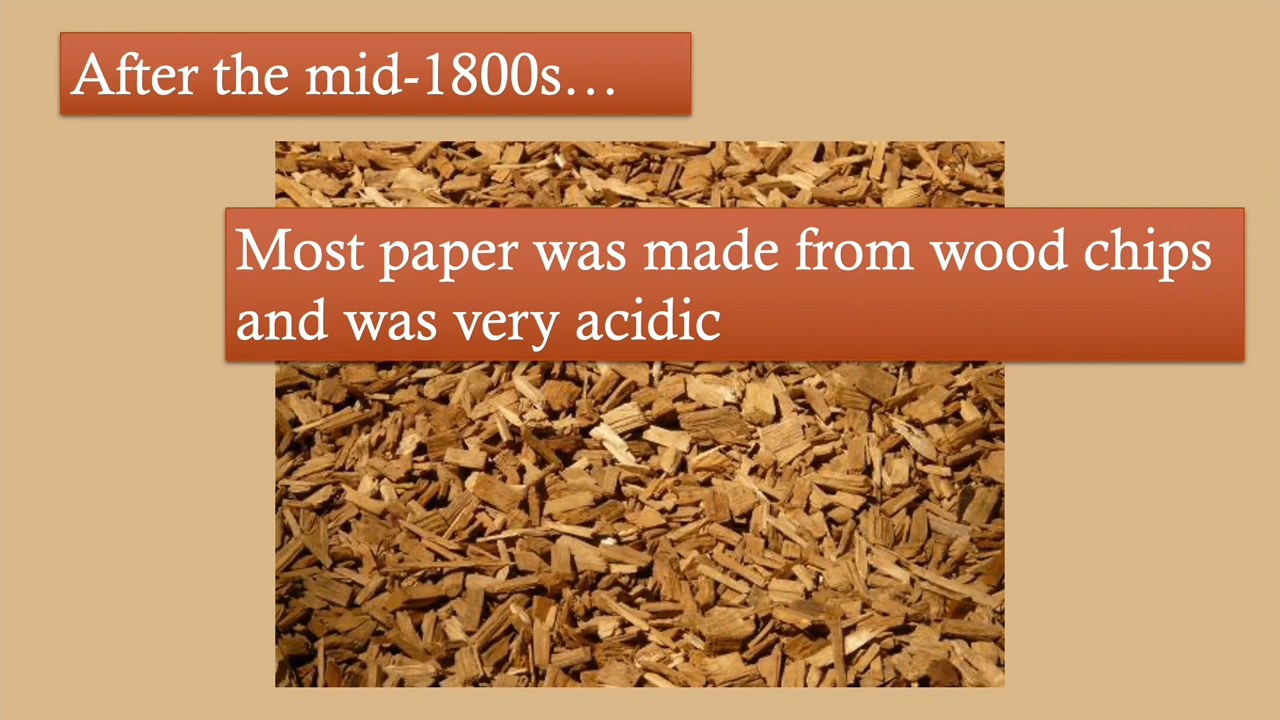 After the mid-1800s…
Most paper was made from wood chips
and was very acidic